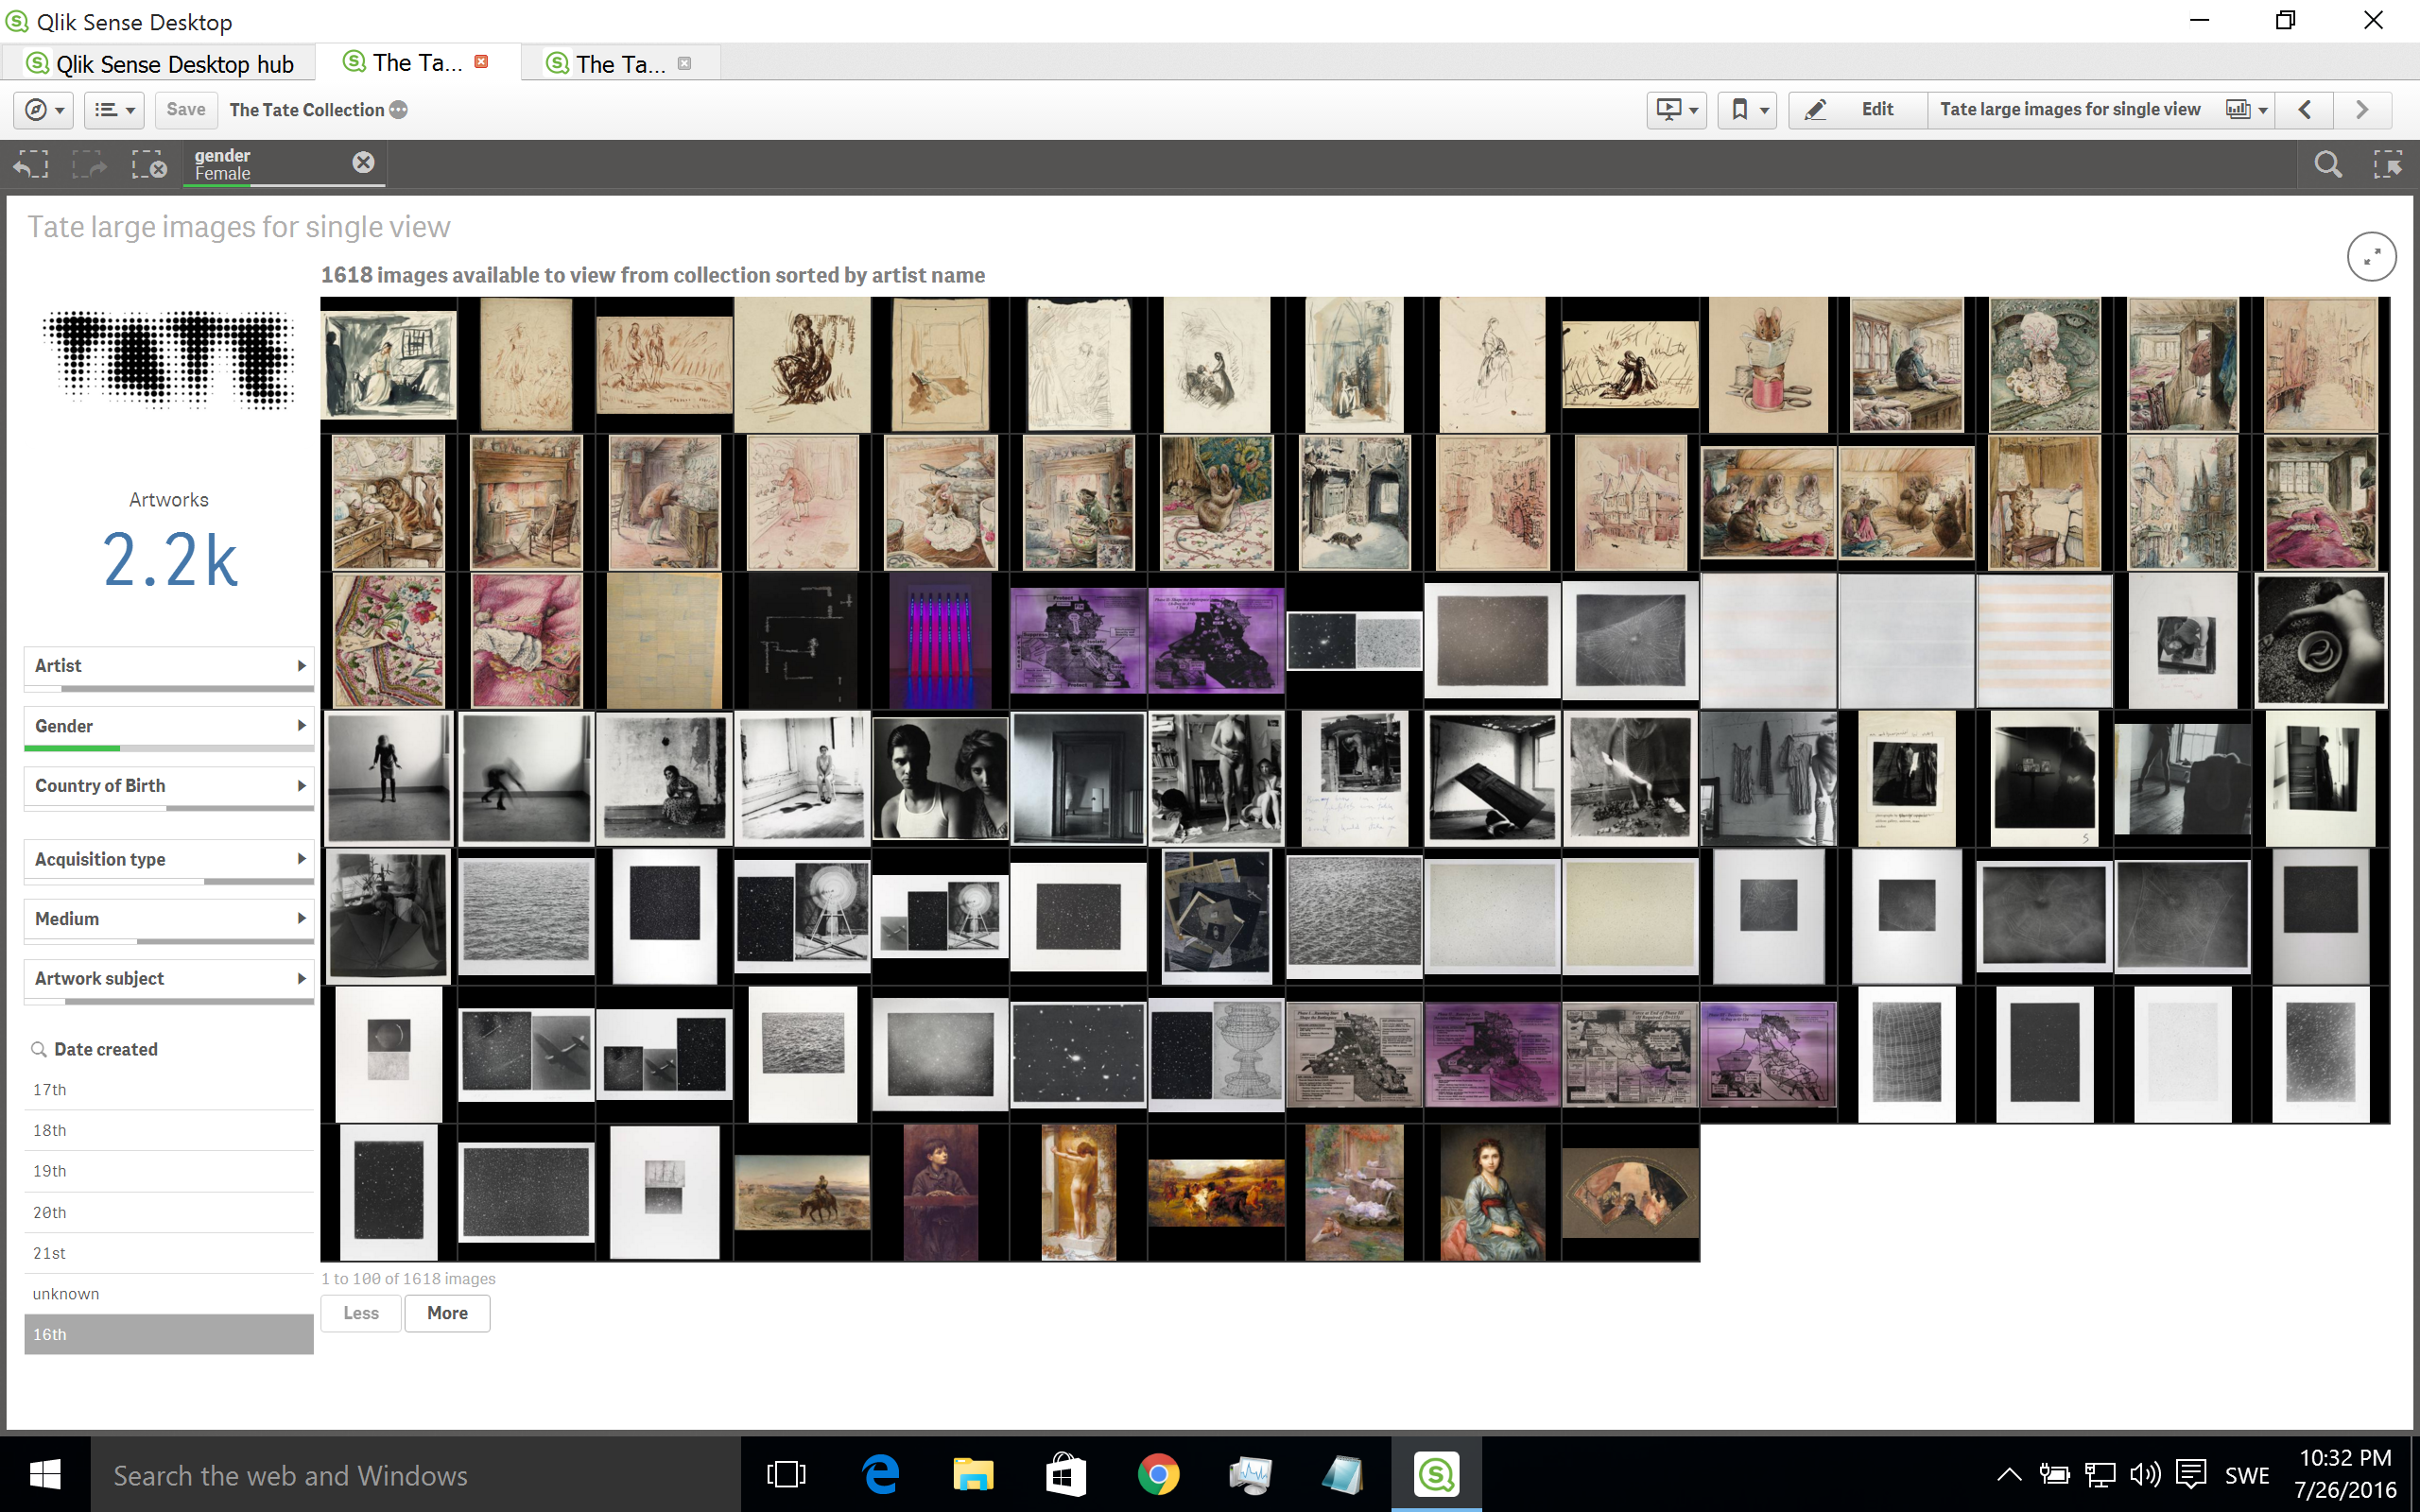 Qlik Sense Desktop
Qlik Sense Desktop hub
The Ta...
The Ta...
Save
The Tate Collection
Edit
Tate large images for single view
gender
Female
Tate large images for single view
1618 images available to view from collection sorted by artist name
TATE
Artworks
2.2k
Artist
Gender
Country of Birth
Acquisition type
Medium
Artwork subject
Date created
17th
18th
19th
20th
21st
unknown
16th
1 to 100 of 1618 images
Less
More
Search the web and Windows
SWE
10:32 PM
7/26/2016